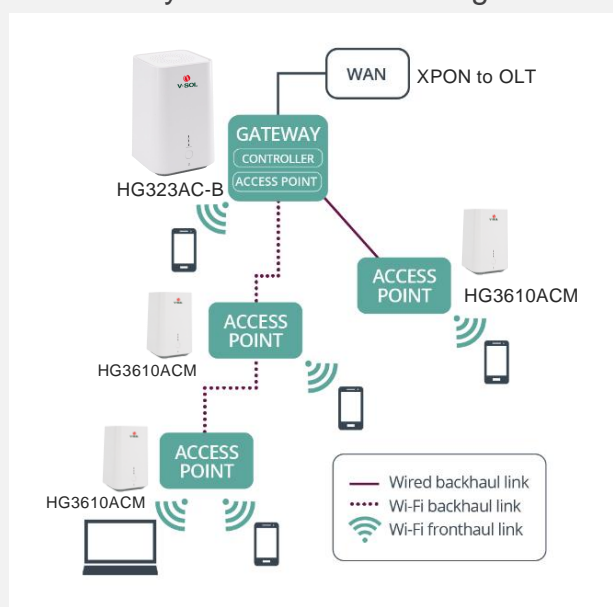 V-SOL
WAN
XPON to OLT
GATEWAY
CONTROLLER
ACCESS POINT
HG323AC-B
ACCESS
POINT
HG3610ACM
ACCESS
POINT
HG3610ACM
ACCESS
POINT
HG3610ACM
Wired backhaul link
Wi-Fi backhaul link
Wi-Fi fronthaul link